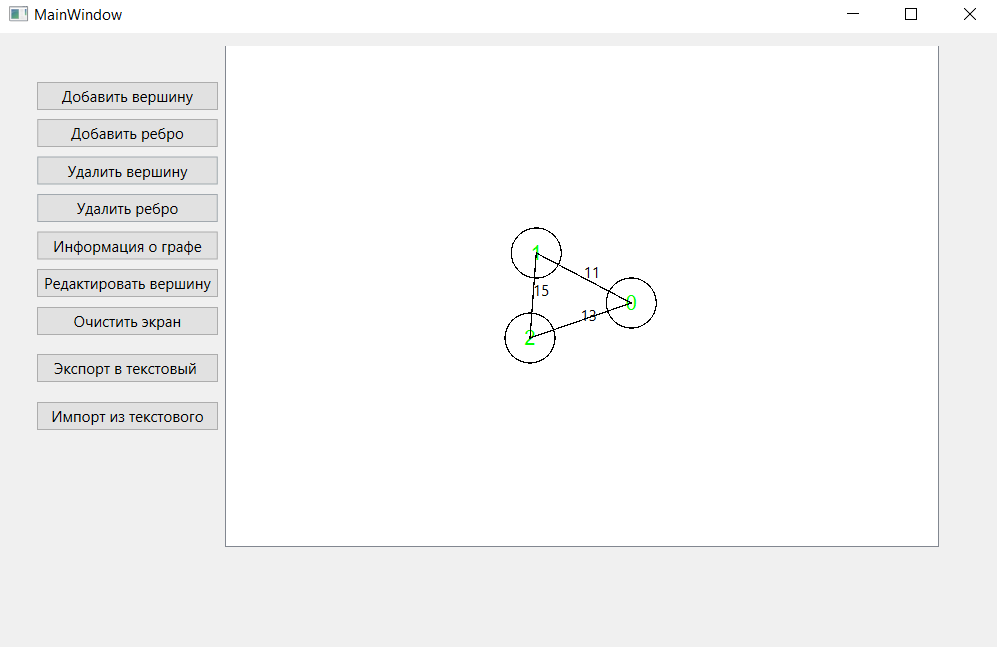 MainWindow
Добавить вершину
Добавить ребро
Удалить вершину
Удалить ребро
Информация о графе
Редактировать вершину
Очистить экран
Экспорт в текстовый
Импорт из текстового
1
11
15
0
13
2